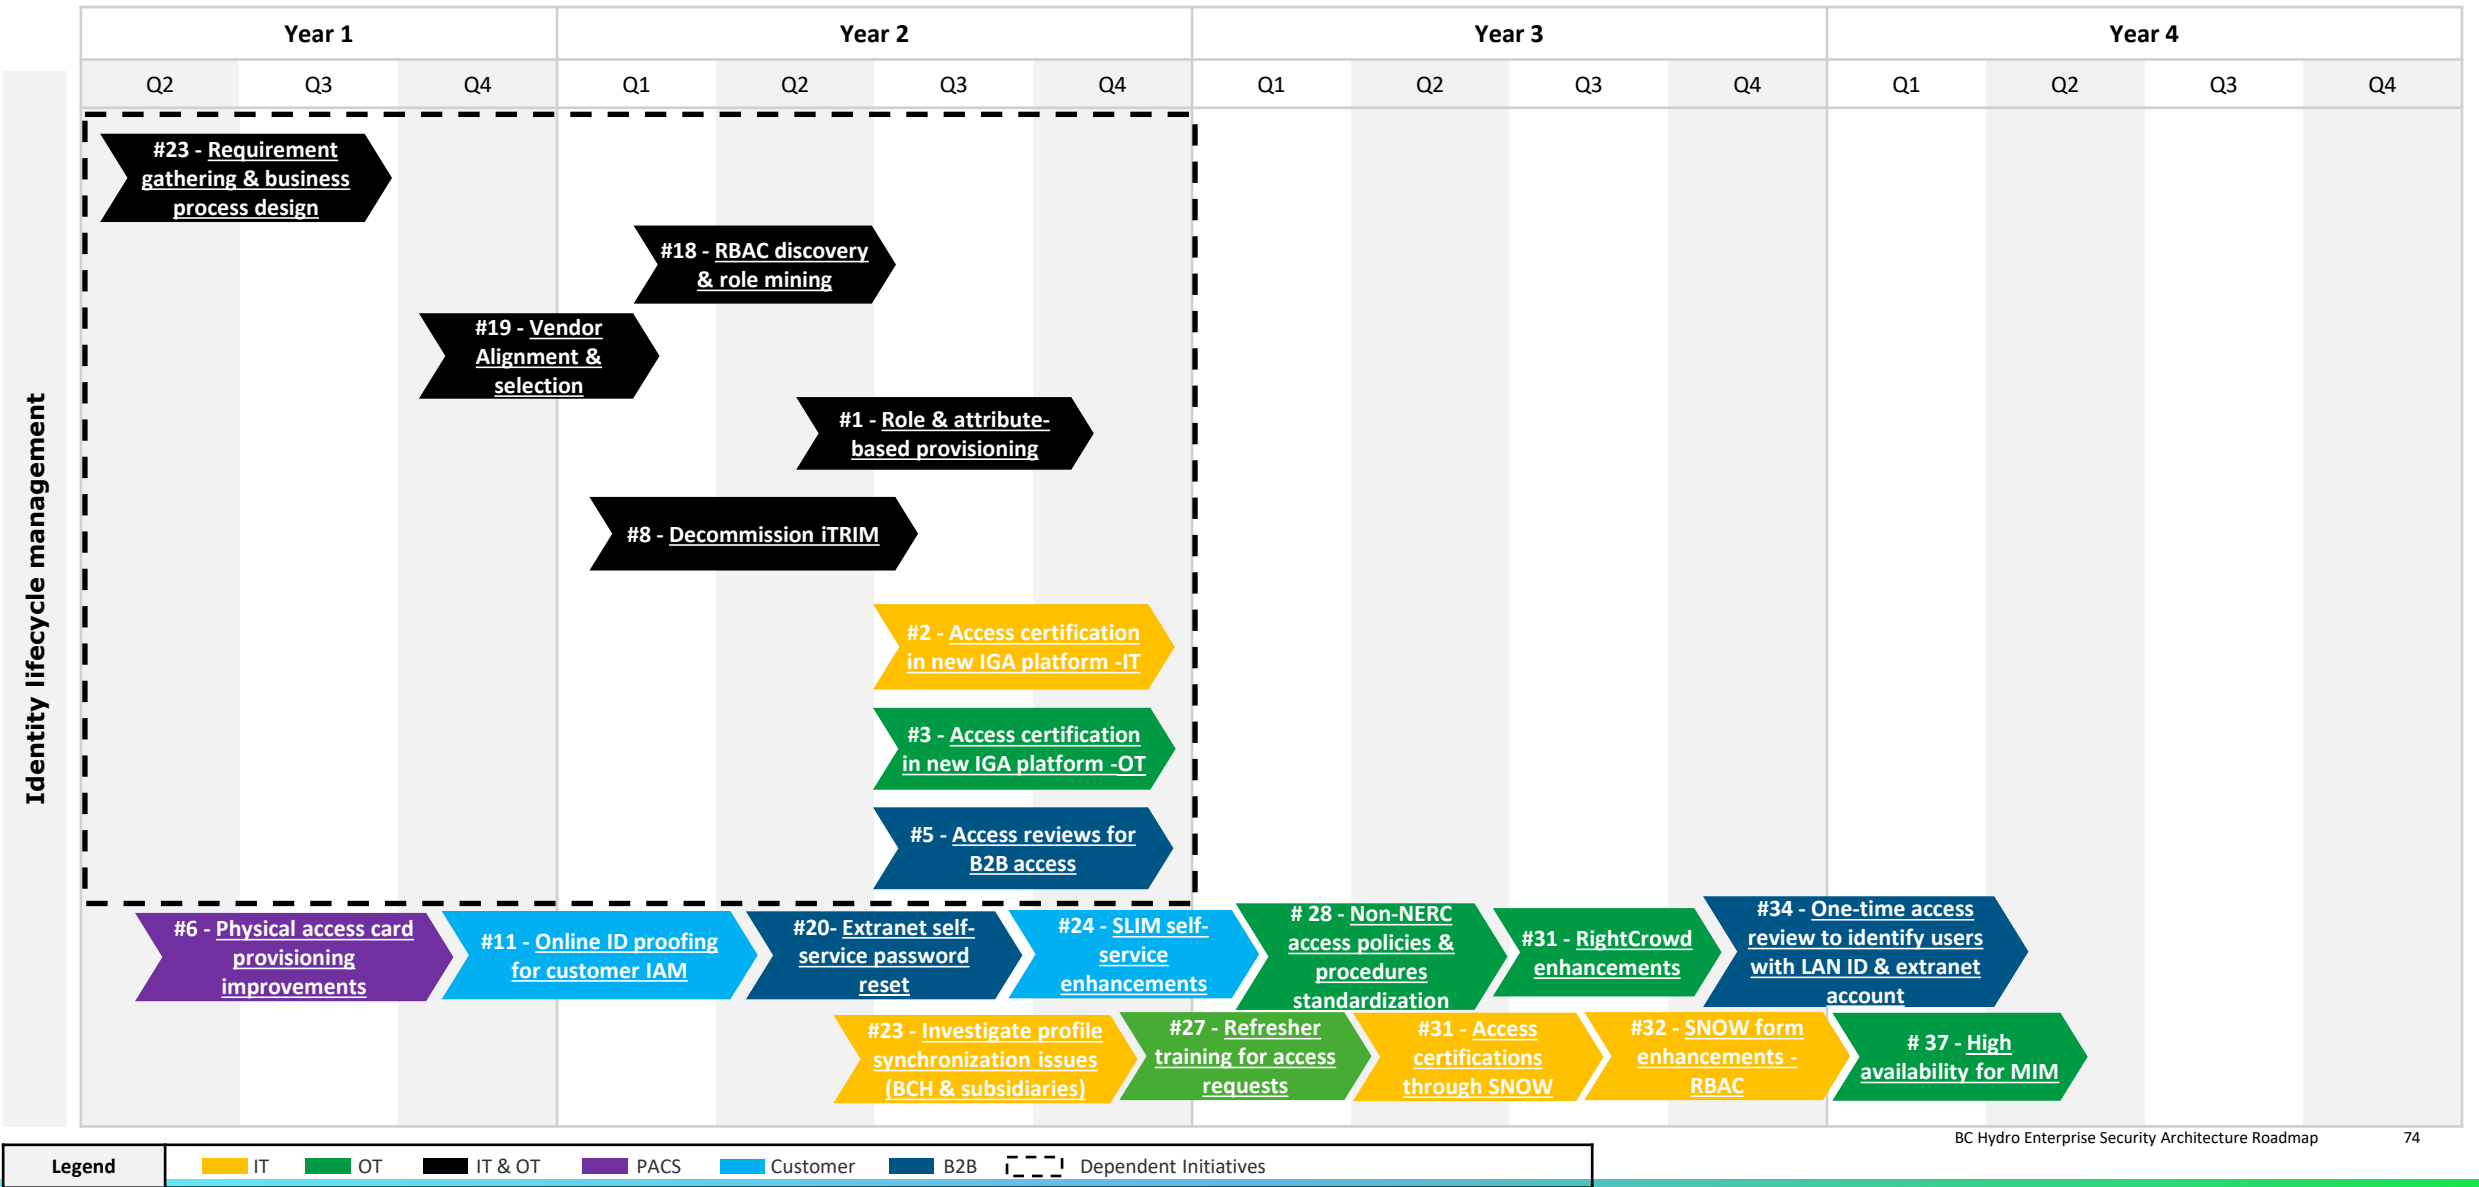 Year 1
Year 2
Year 3
Year 4
Q2
Q3
Q4
Q1
Q2
Q3
Q4
Q1
Q2
Q3
Q4
Q1
Q2
Q3
Q4
Identity lifecycle management
#23 - Requirement
gathering & business
process design
#18 - RBAC discovery
& role mining
#19 - Vendor
Alignment &
selection
#1 - Role & attribute-
based provisioning
#8 - Decommission iTRIM
#2 - Access certification
in new IGA platform -IT
#3 - Access certification
in new IGA platform -OT
#5 - Access reviews for
B2B access
#6 - Physical access card
provisioning
improvements
#11 - Online ID proofing
for customer IAM
#20- Extranet self-
service password
reset
#24 - SLIM self-
service
enhancements
# 28 - Non-NERC
access policies &
procedures
standardization
#31 - RightCrowd
enhancements
#34 - One-time access
review to identify users
with LAN ID & extranet
account
#23 - Investigate profile
synchronization issues
(BCH & subsidiaries)
#27 - Refresher
training for access
requests
#31 - Access
certifications
through SNOW
#32 - SNOW form
enhancements -
RBAC
# 37 - High
availability for MIM
BC Hydro Enterprise Security Architecture Roadmap 74
Legend
IT
OT
IT & OT
PACS
Customer
B2B
Dependent Initiatives